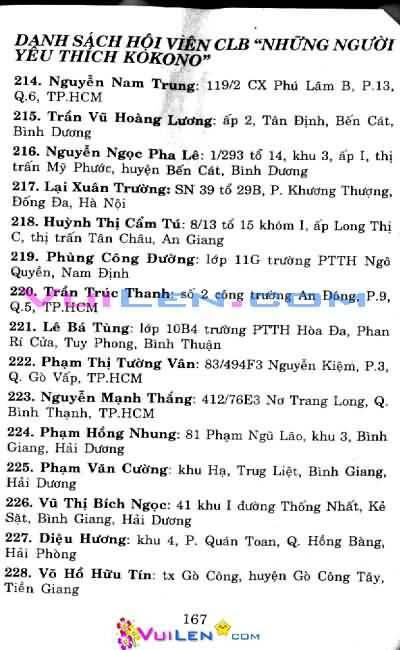 DANH SÁCH HỘI VIÊN CLB "NHỮNG NGƯỜI
YÊU THÍCH KÔKONO"
214. Nguyễn Nam Trung: 119/2 CX Phú Lâm B, P.13,
Q.6, TP.HCM
215. Trần Vũ Hoàng Lương: ấp 2, Tân Định, Bến Cát,
Bình Dương
216. Nguyễn Ngọc Pha Lê: 1/293 tổ 14, khu 3, ấp I, thị
trấn Mỹ Phước, huyện Bến Cát, Bình Dương
217. Lại Xuân Trường: SN 39 tổ 29B, P. Khương Thượng,
Đống Đa, Hà Nội
218. Huỳnh Thị Cẩm Tú: 8/13 tổ 15 khóm I, ấp Long Thị
C, thị trấn Tân Châu, An Giang
219. Phùng Công Đường: lớp 11G trường PTTH Ngô
Quyền, Nam Định
220. Trần Trúc Thanh: số 2 công trường An Đông, P.9,
Q.5, TP.HCM
VUILEN.COM
221. Lê Bá Tùng: lớp 10B4 trường PTTH Hòa Đa, Phan
Rí Cửa, Tuy Phong, Bình Thuận
222. Phạm Thị Tường Vân: 83/494F3 Nguyễn Kiệm, P.3,
Q. Gò Vấp, TP.HCM
223. Nguyễn Mạnh Thắng: 412/76E3 Nơ Trang Long, Q.
Bình Thạnh, TP.HCM
224. Phạm Hồng Nhung: 81 Phạm Ngũ Lão, khu 3, Bình
Giang, Hải Dương
225. Phạm Văn Cường: khu Hạ, Trug Liệt, Bình Giang,
Hải Dương
226. Vũ Thị Bích Ngọc: 41 khu I đường Thống Nhất, Kẻ
Sặt, Bình Giang, Hải Dương
227. Diệu Hương: khu 4, P. Quán Toan, Q. Hồng Bàng,
Hải Phòng
228. Võ Hồ Hữu Tín: tx Gò Công, huyện Gò Công Tây,
Tiền Giang
167
VUILEN.COM